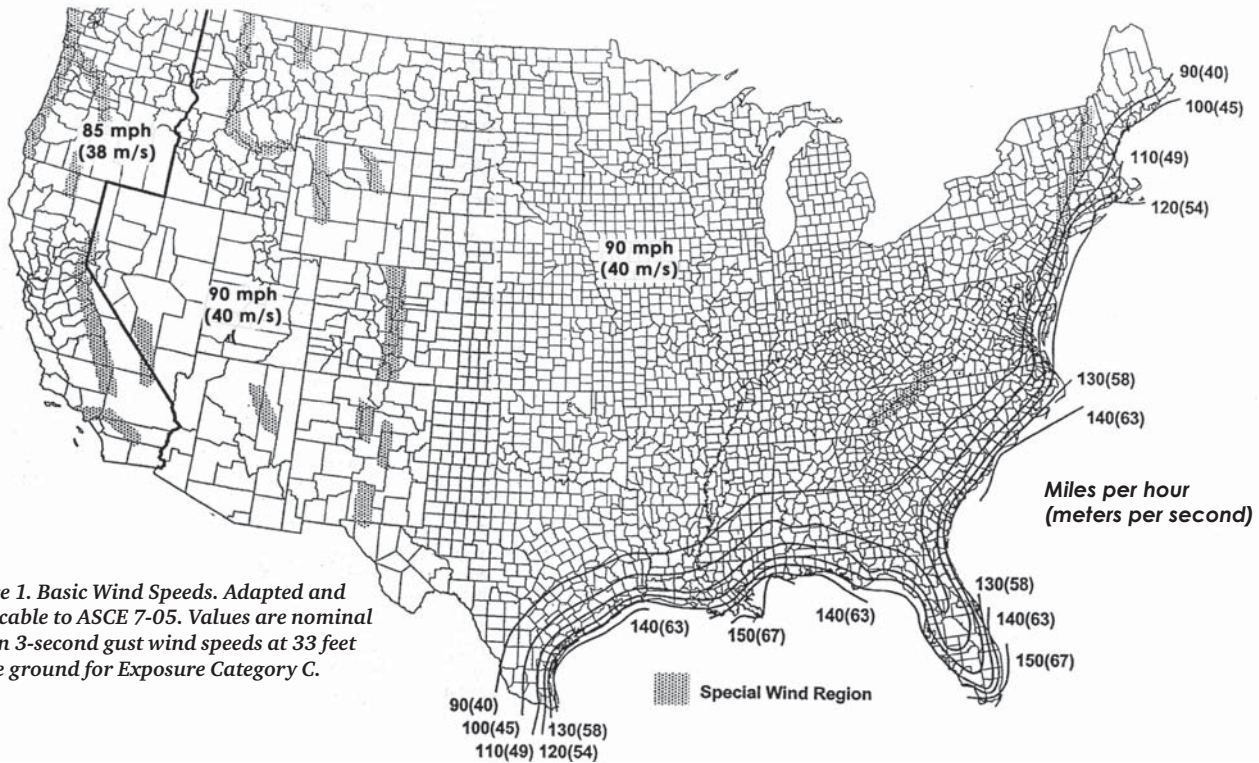 90(40)
100(45)
85 mph
(38 m/s)
110(49)
120(54)
90 mph
(40 m/s)
90 mph
(40 m/s)
130(58)
140(63)
Miles per hour
(meters per second)
1. Basic Wind Speeds. Adapted and
to ASCE 7-05. Values are nominal
3-second gust wind speeds at 33 feet
ground for Exposure Category C.
130(58)
140(63)
140(63)
140(63)
150(67)
150(67)
Special Wind Region
90(40)
100(45)
130(58)
110(49)
120(54)